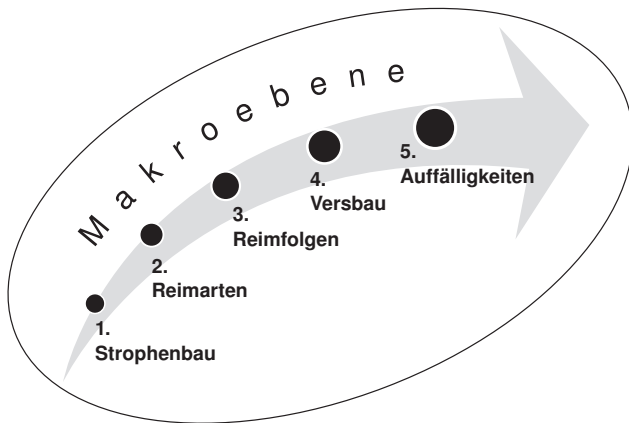 Makroebene
1.
Strophenbau
2.
Reimarten
3.
Reimfolgen
4.
Versbau
5.
Auffälligkeiten